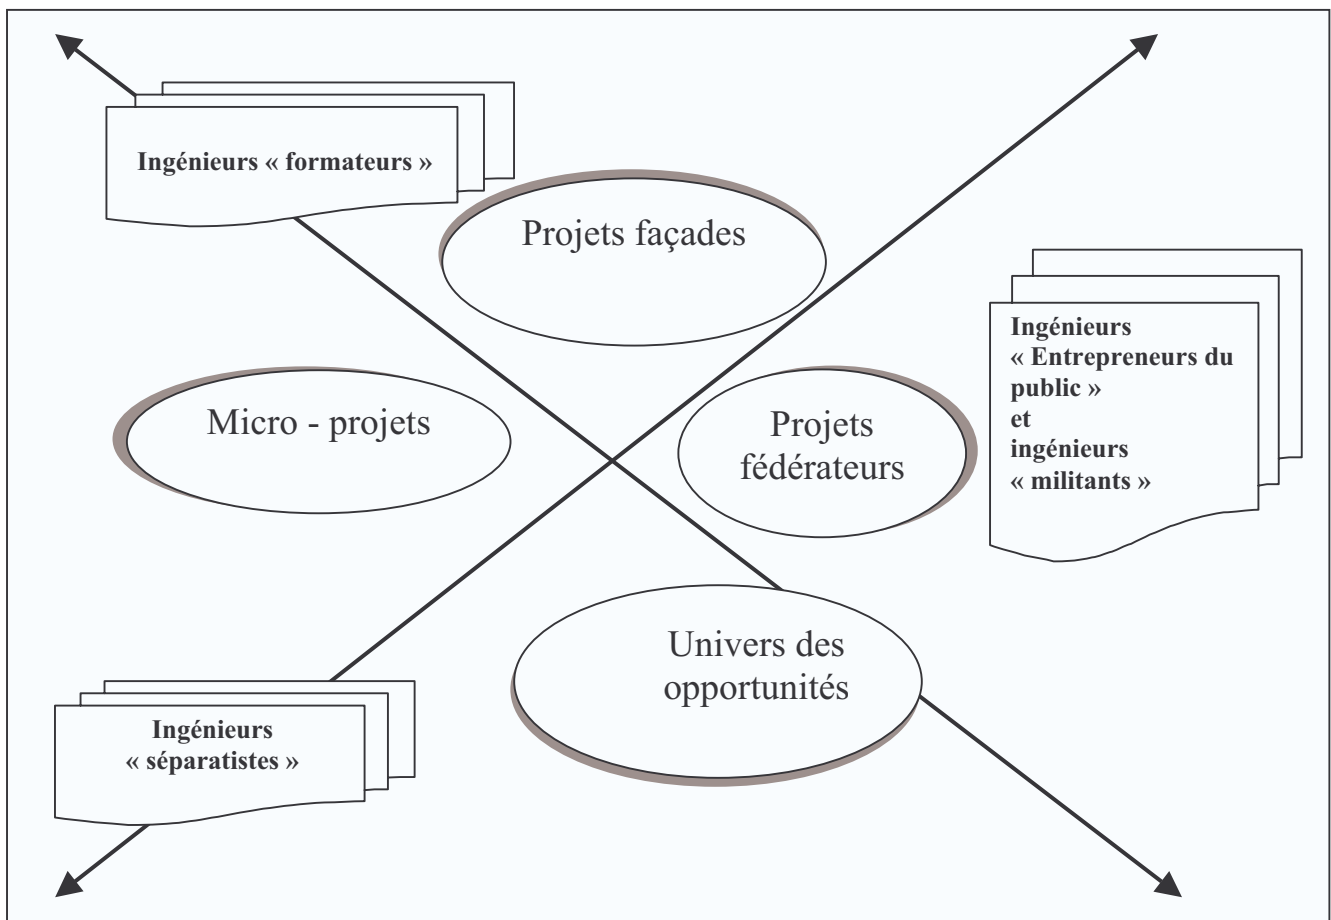 Ingénieurs « formateurs »
Projets façades
Ingénieurs
« Entrepreneurs du
public »
et
ingénieurs
« militants »
Micro - projets
Projets
fédérateurs
Univers des
opportunités
Ingénieurs
« séparatistes »